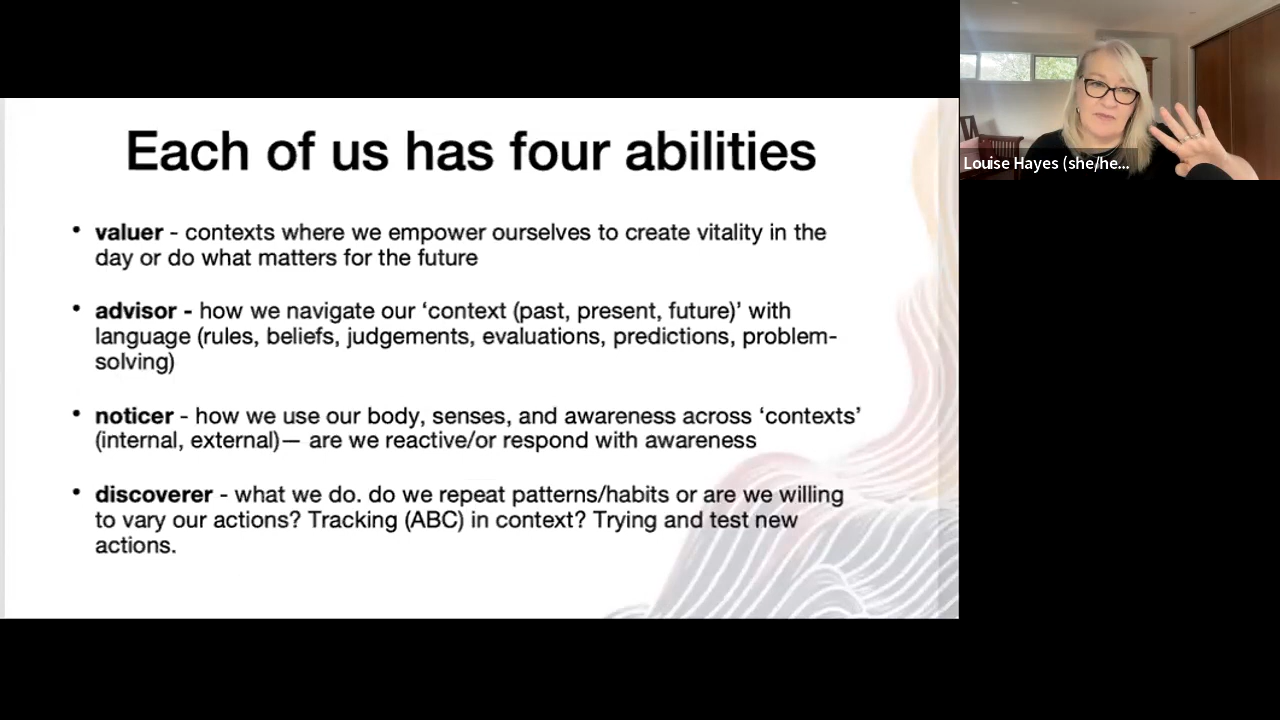 Each of us has four abilities
• valuer - contexts where we empower ourselves to create vitality in the
day or do what matters for the future
• advisor - how we navigate our ‘context (past, present, future)’ with
language (rules, beliefs, judgements, evaluations, predictions, problem-
solving)
• noticer - how we use our body, senses, and awareness across ‘contexts’
(internal, external)— are we reactive/or respond with awareness
• discoverer - what we do. do we repeat patterns/habits or are we willing
to vary our actions? Tracking (ABC) in context? Trying and test new
actions.
Louise Hayes (she/he...